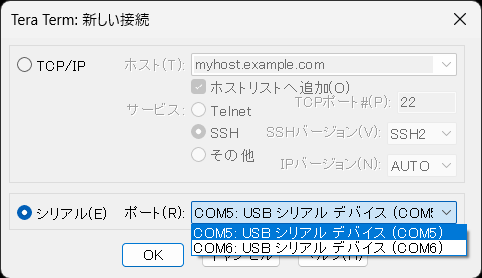 Tera Term: 新しい接続
TCP/IP
ホスト(T):
myhost.example.com
ホストリストへ追加(O)
サービス:
Telnet
TCPポート#(P):
22
SSH
SSHバージョン(V):
SSH2
その他
IPバージョン(N):
AUTO
シリアル(E)
ポート(R):
COM5: USB シリアル デバイス (COM5
COM5: USB シリアル デバイス (COM5)
COM6: USB シリアル デバイス (COM6)
OK